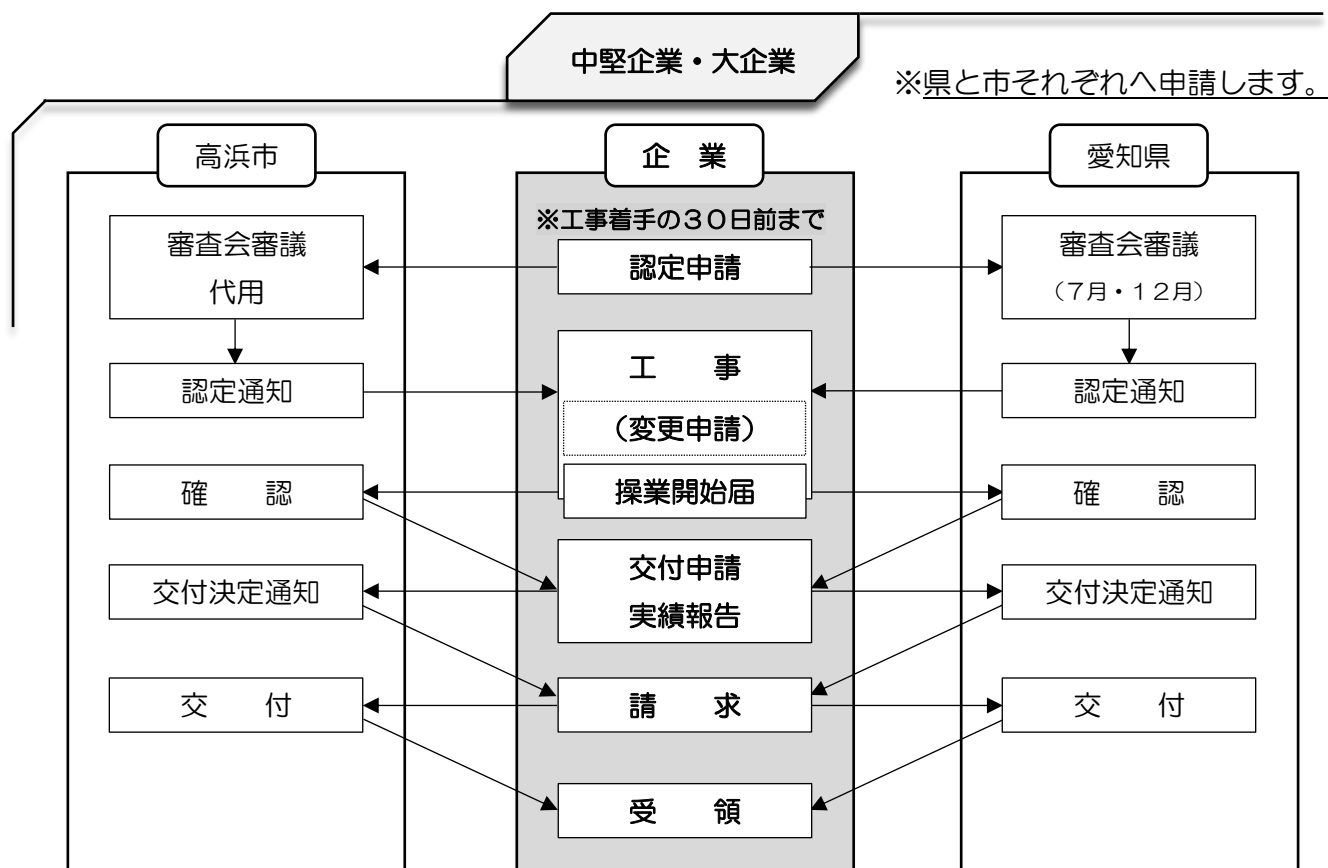 中堅企業・大企業
※県と市それぞれへ申請します。
高浜市
企　業
愛知県
審査会審議
代用
※工事着手の３０日前まで
認定申請
審査会審議
（７月・１２月）
認定通知
工　　事
（変更申請）
操業開始届
認定通知
確　　認
確　　認
交付決定通知
交付申請
実績報告
交付決定通知
交　　付
請　　求
交　　付
受　　領